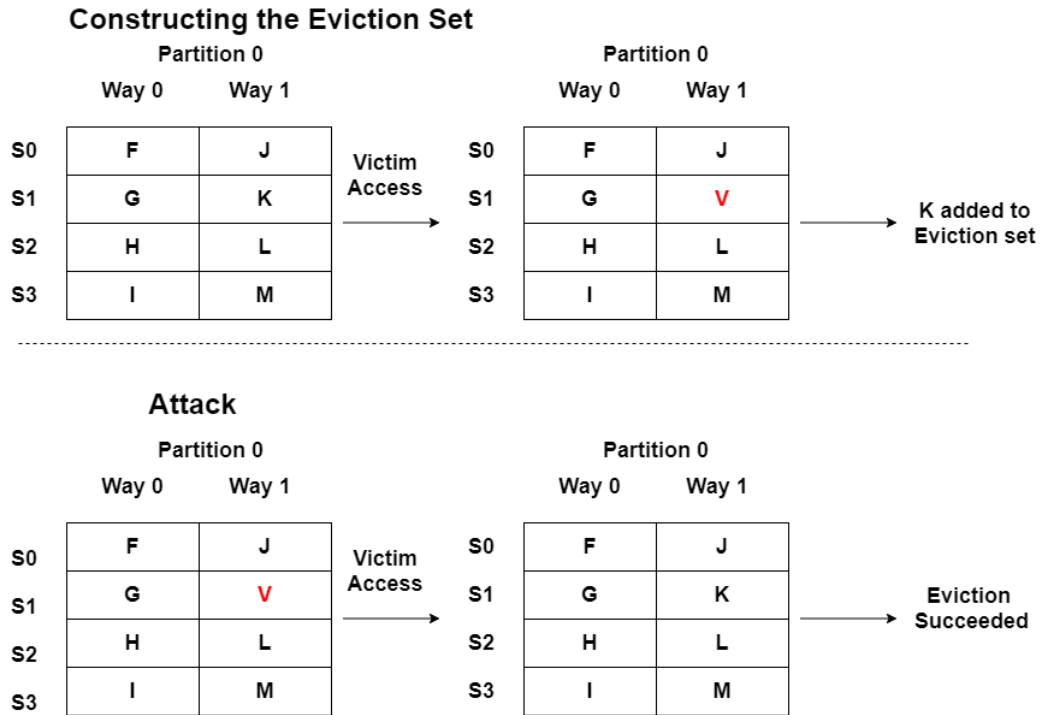 Constructing the Eviction Set
Partition 0 Partition 0
Way 0 Way 1 Way 0 Way 1
S0 F J Victim Access S0 F J
S1 G K S1 G V
K added to Eviction set
S2 H L S2 H L
S3 I M S3 I M
Attack
Partition 0 Partition 0
Way 0 Way 1 Way 0 Way 1
S0 F J Victim Access S0 F J
S1 G V S1 G K
Eviction Succeeded
S2 H L S2 H L
S3 I M S3 I M